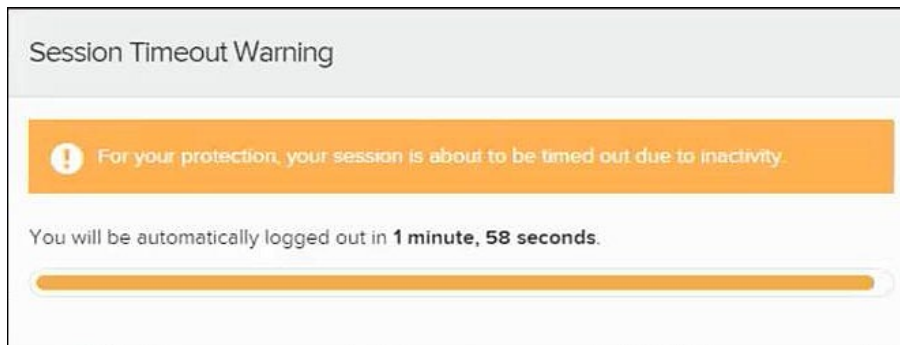 Session Timeout Warning
For your protection, your session is about to be timed out due to inactivity.
You will be automatically logged out in 1 minute, 58 seconds.